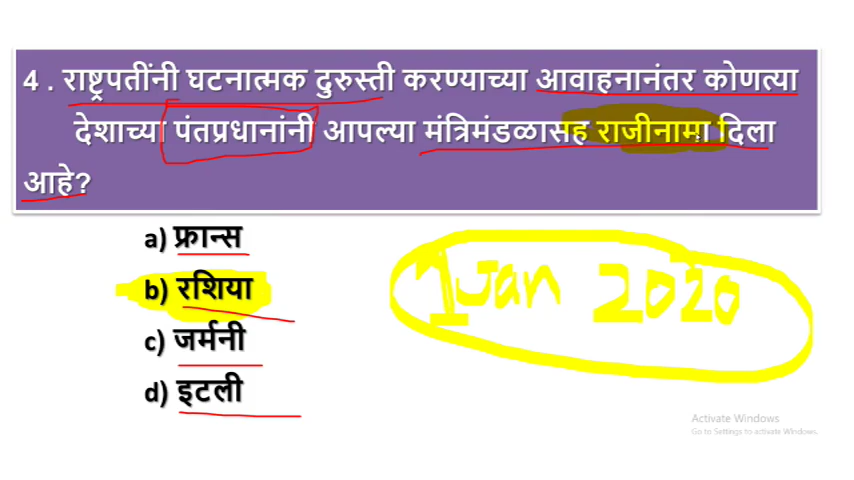 4 . राष्ट्रपतींनी घटनात्मक दुरुस्ती करण्याच्या आवाहनानंतर कोणत्या
देशाच्या पंतप्रधानांनी आपल्या मंत्रिमंडळासह राजीनामा दिला
आहे?
a) फ्रान्स
b) रशिया
1 Jan 2020
c) जर्मनी
d) इटली
Activate Windows
Go to Settings to activate Windows.